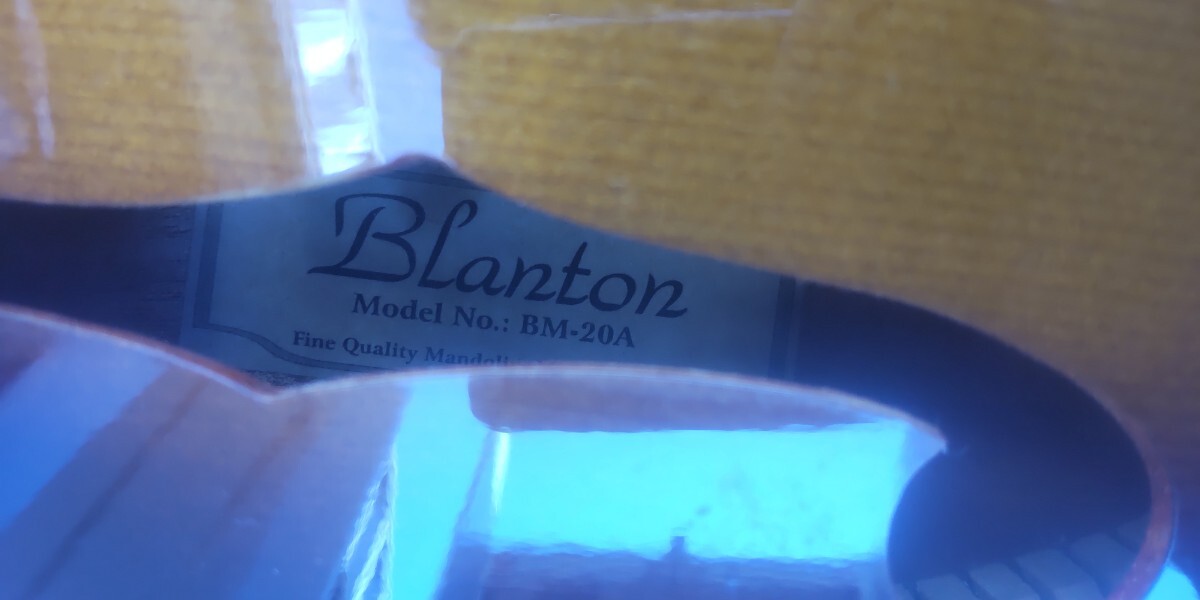 Blanton
Model No.: BM-20A
Fine Quality